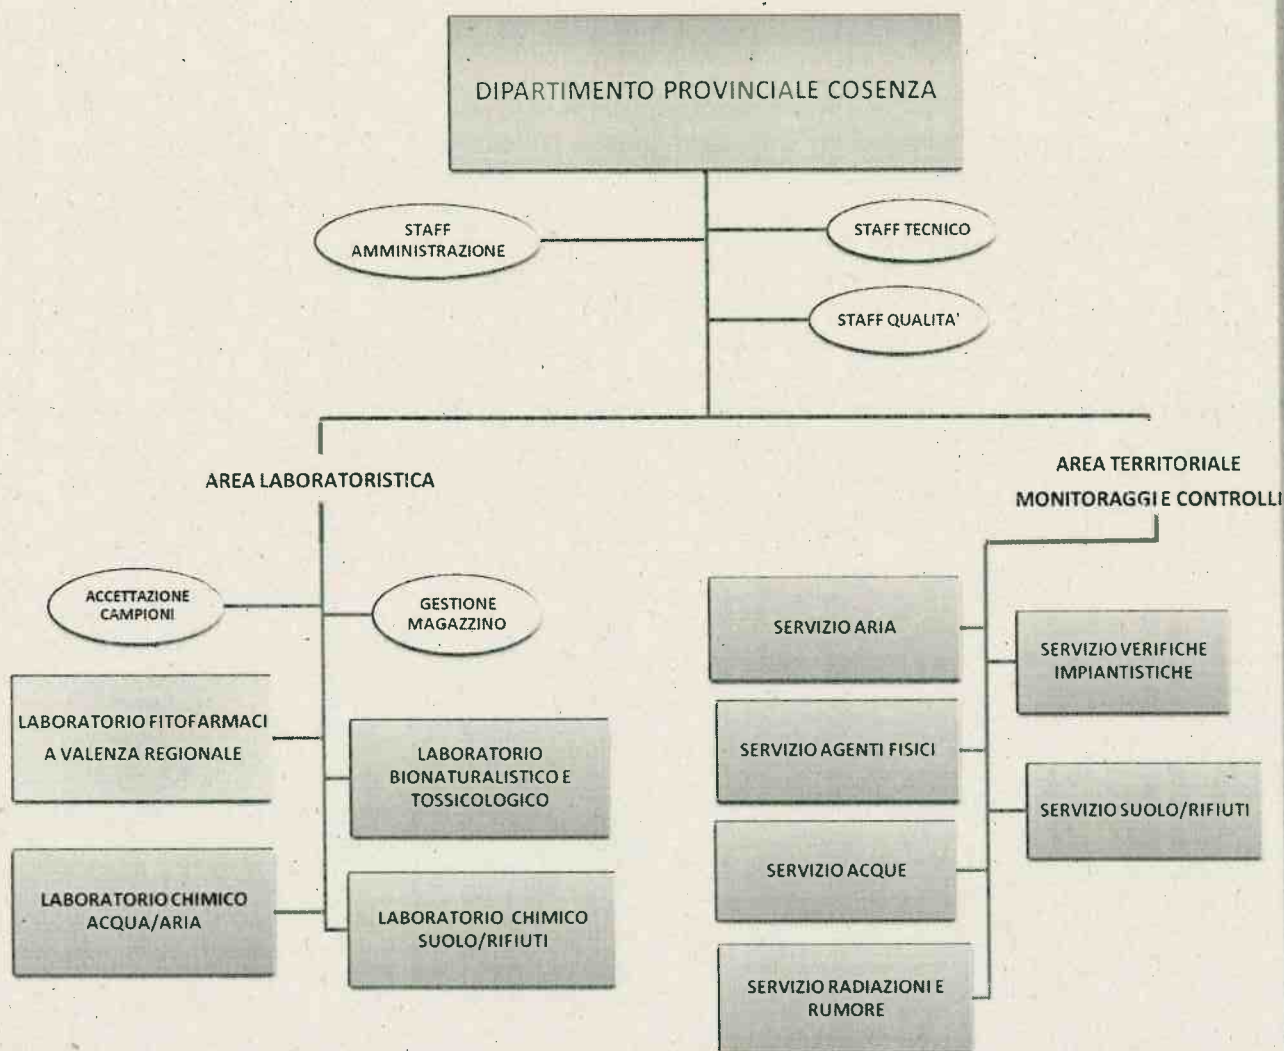 DIPARTIMENTO PROVINCIALE COSENZA
STAFF
AMMINISTRAZIONE
STAFF TECNICO
STAFF QUALITA'
AREA LABORATORISTICA
AREA TERRITORIALE
MONITORAGGI E CONTROLLI
ACCETTAZIONE
CAMPIONI
GESTIONE
MAGAZZINO
LABORATORIO FITOFARMACI
A VALENZA REGIONALE
LABORATORIO
BIONATURALISTICO E
TOSSICOLOGICO
LABORATORIO CHIMICO
ACQUA/ARIA
LABORATORIO CHIMICO
SUOLO/RIFIUTI
SERVIZIO ARIA
SERVIZIO VERIFICHE
IMPIANTISTICHE
SERVIZIO AGENTI FISICI
SERVIZIO SUOLO/RIFIUTI
SERVIZIO ACQUE
SERVIZIO RADIAZIONI E
RUMORE